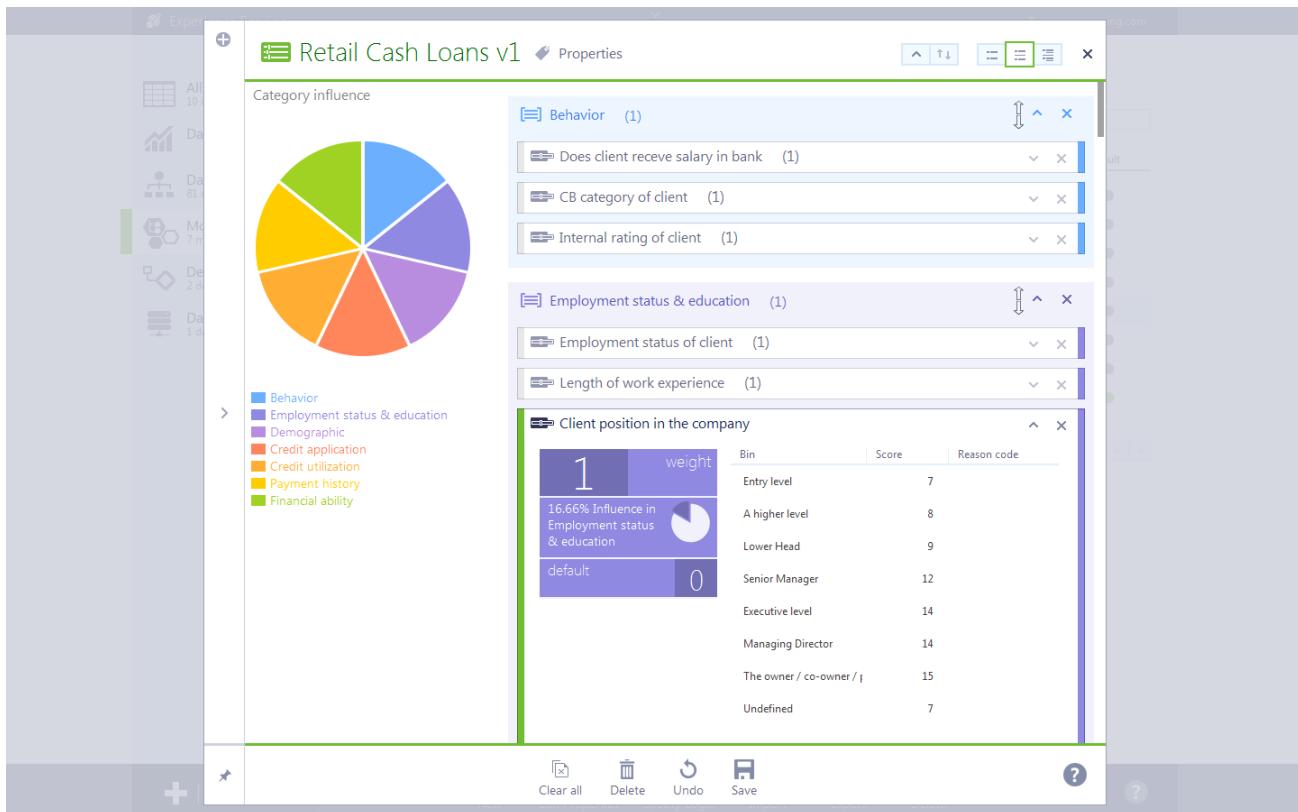 Retail Cash Loans v1
Properties
Category influence
Behavior (1)
Does client receve salary in bank (1)
CB category of client (1)
Internal rating of client (1)
Employment status & education (1)
Employment status of client (1)
Length of work experience (1)
Client position in the company
1 weight
16.66% Influence in
Employment status
& education
default 0
Bin Score Reason code
Entry level 7
A higher level 8
Lower Head 9
Senior Manager 12
Executive level 14
Managing Director 14
The owner / co-owner /
15
Undefined 7
Behavior
Employment status & education
Demographic
Credit application
Credit utilization
Payment history
Financial ability
Clear all
Delete
Undo
Save
?